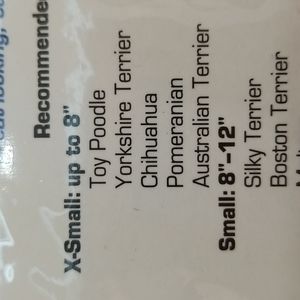 Recommende
X-Small: up to 8"
Toy Poodle
Yorkshire Terrier
Chihuahua
Pomeranian
Australian Terrier
Small: 8"-12"
Silky Terrier
Boston Terrier